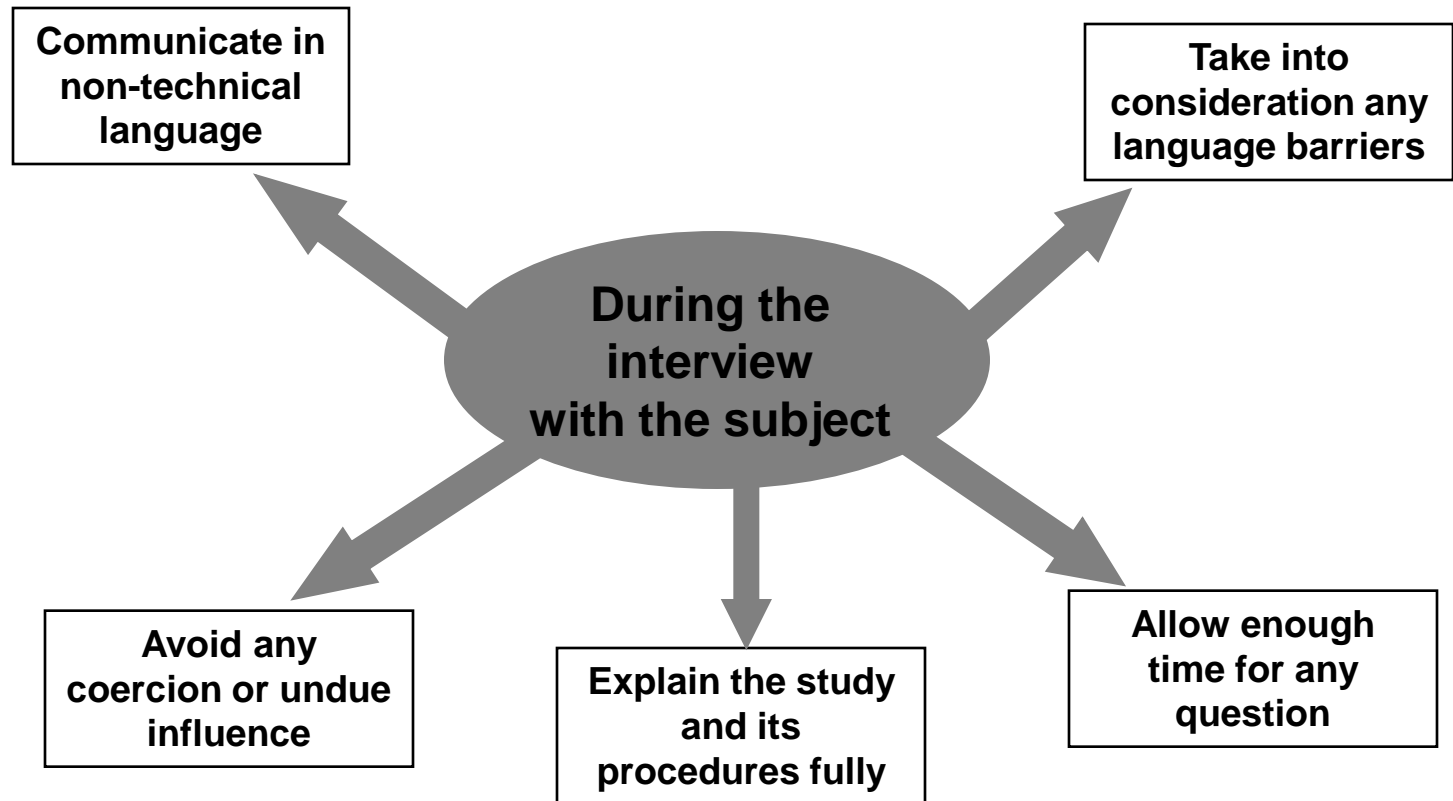 Communicate in
non-technical
language
Take into
consideration any
language barriers
During the
interview
with the subject
Avoid any
coercion or undue
influence
Explain the study
and its
procedures fully
Allow enough
time for any
question